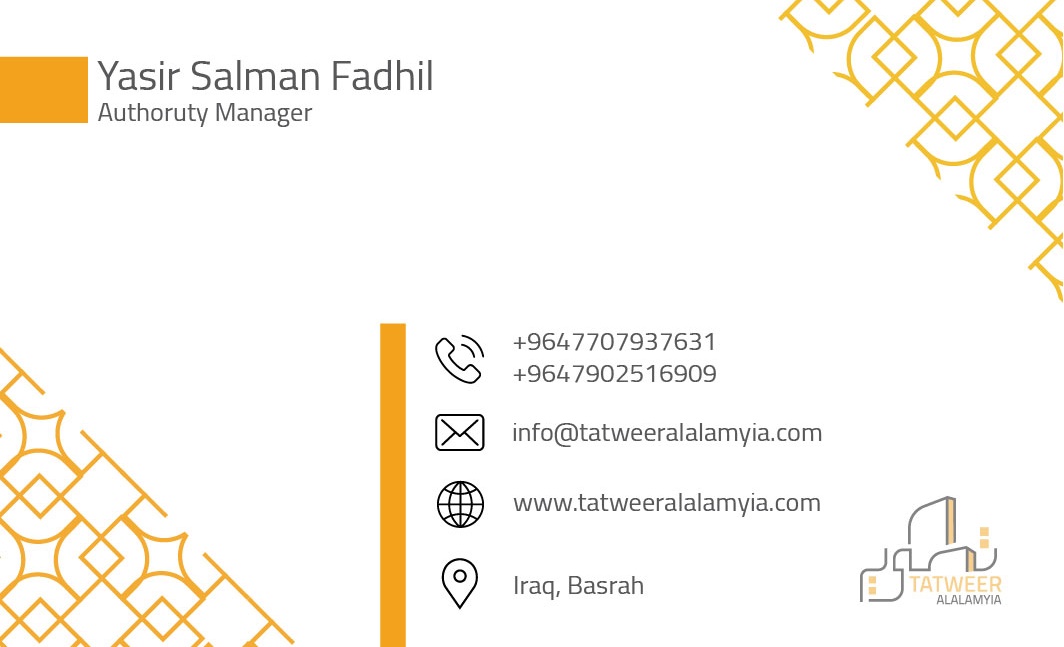 Yasir Salman Fadhil
Authoruty Manager
+9647707937631
+9647902516909
info@tatweeralalamyia.com
www.tatweeralalamyia.com
Iraq, Basrah
TATWEER
ALALAMYIA